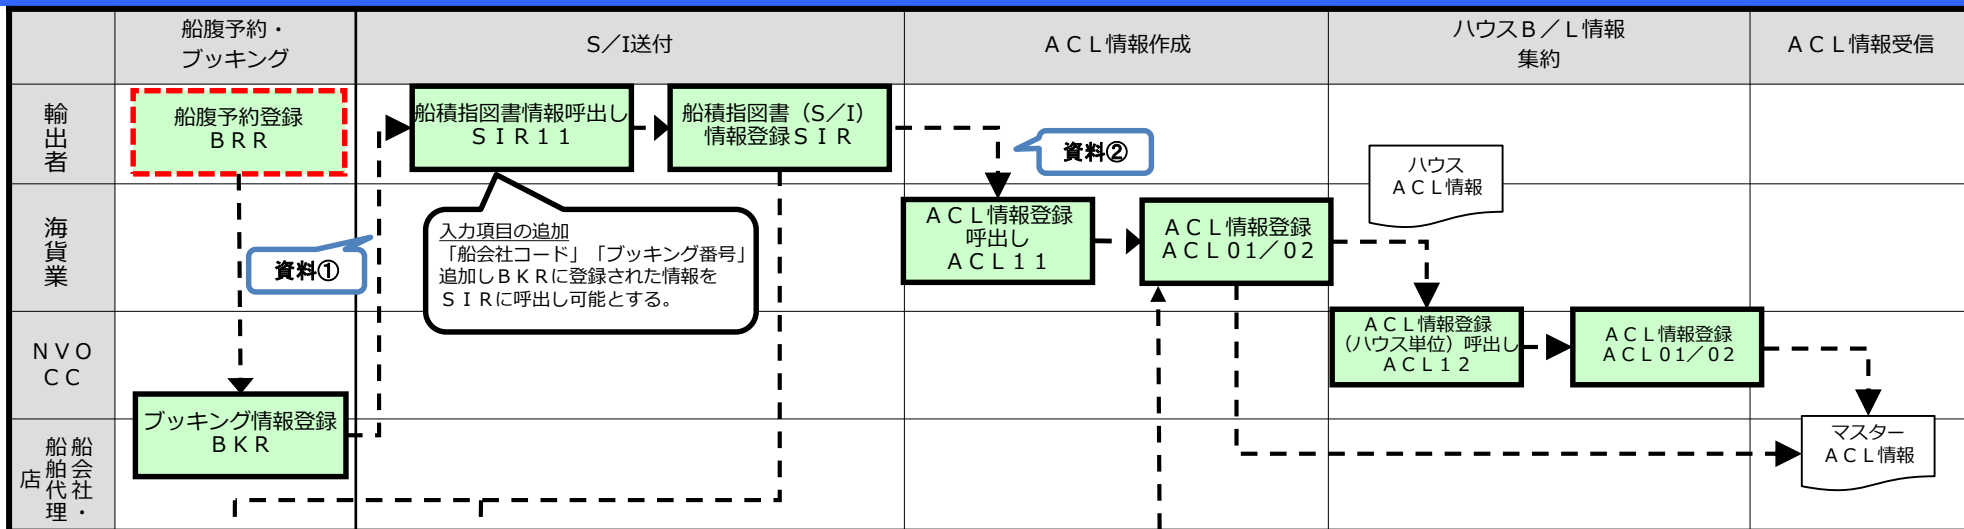 船腹予約・
ブッキング
S／I送付
ＡＣＬ情報作成
ハウスＢ／Ｌ情報
集約
ＡＣＬ情報受信
輸出者
船腹予約登録
ＢＲＲ
船積指図書情報呼出し
ＳＩＲ１１
船積指図書（S／I）
情報登録ＳＩＲ
資料②
ハウス
ＡＣＬ情報
海貨業
資料①
入力項目の追加
「船会社コード」「ブッキング番号」
追加しＢＫＲに登録された情報を
ＳＩＲに呼出し可能とする。
ＡＣＬ情報登録
呼出し
ＡＣＬ１１
ＡＣＬ情報登録
ＡＣＬ０１／０２
ＮＶＯ
ＣＣ
ＡＣＬ情報登録
（ハウス単位）呼出し
ＡＣＬ１２
ＡＣＬ情報登録
ＡＣＬ０１／０２
船会社・
船舶代理
店
ブッキング情報登録
ＢＫＲ
マスター
ＡＣＬ情報